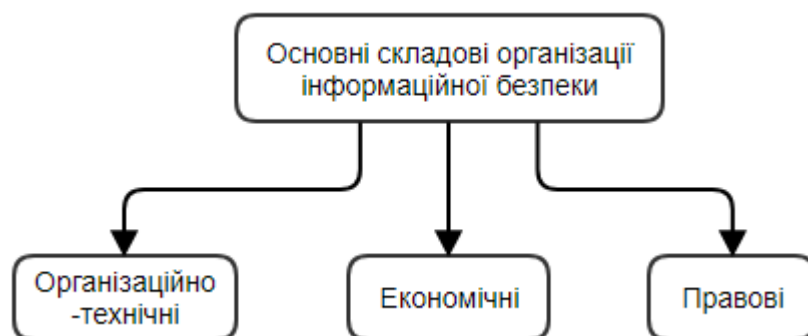 Основні складові організації
інформаційної безпеки
Організаційно
-технічні
Економічні
Правові